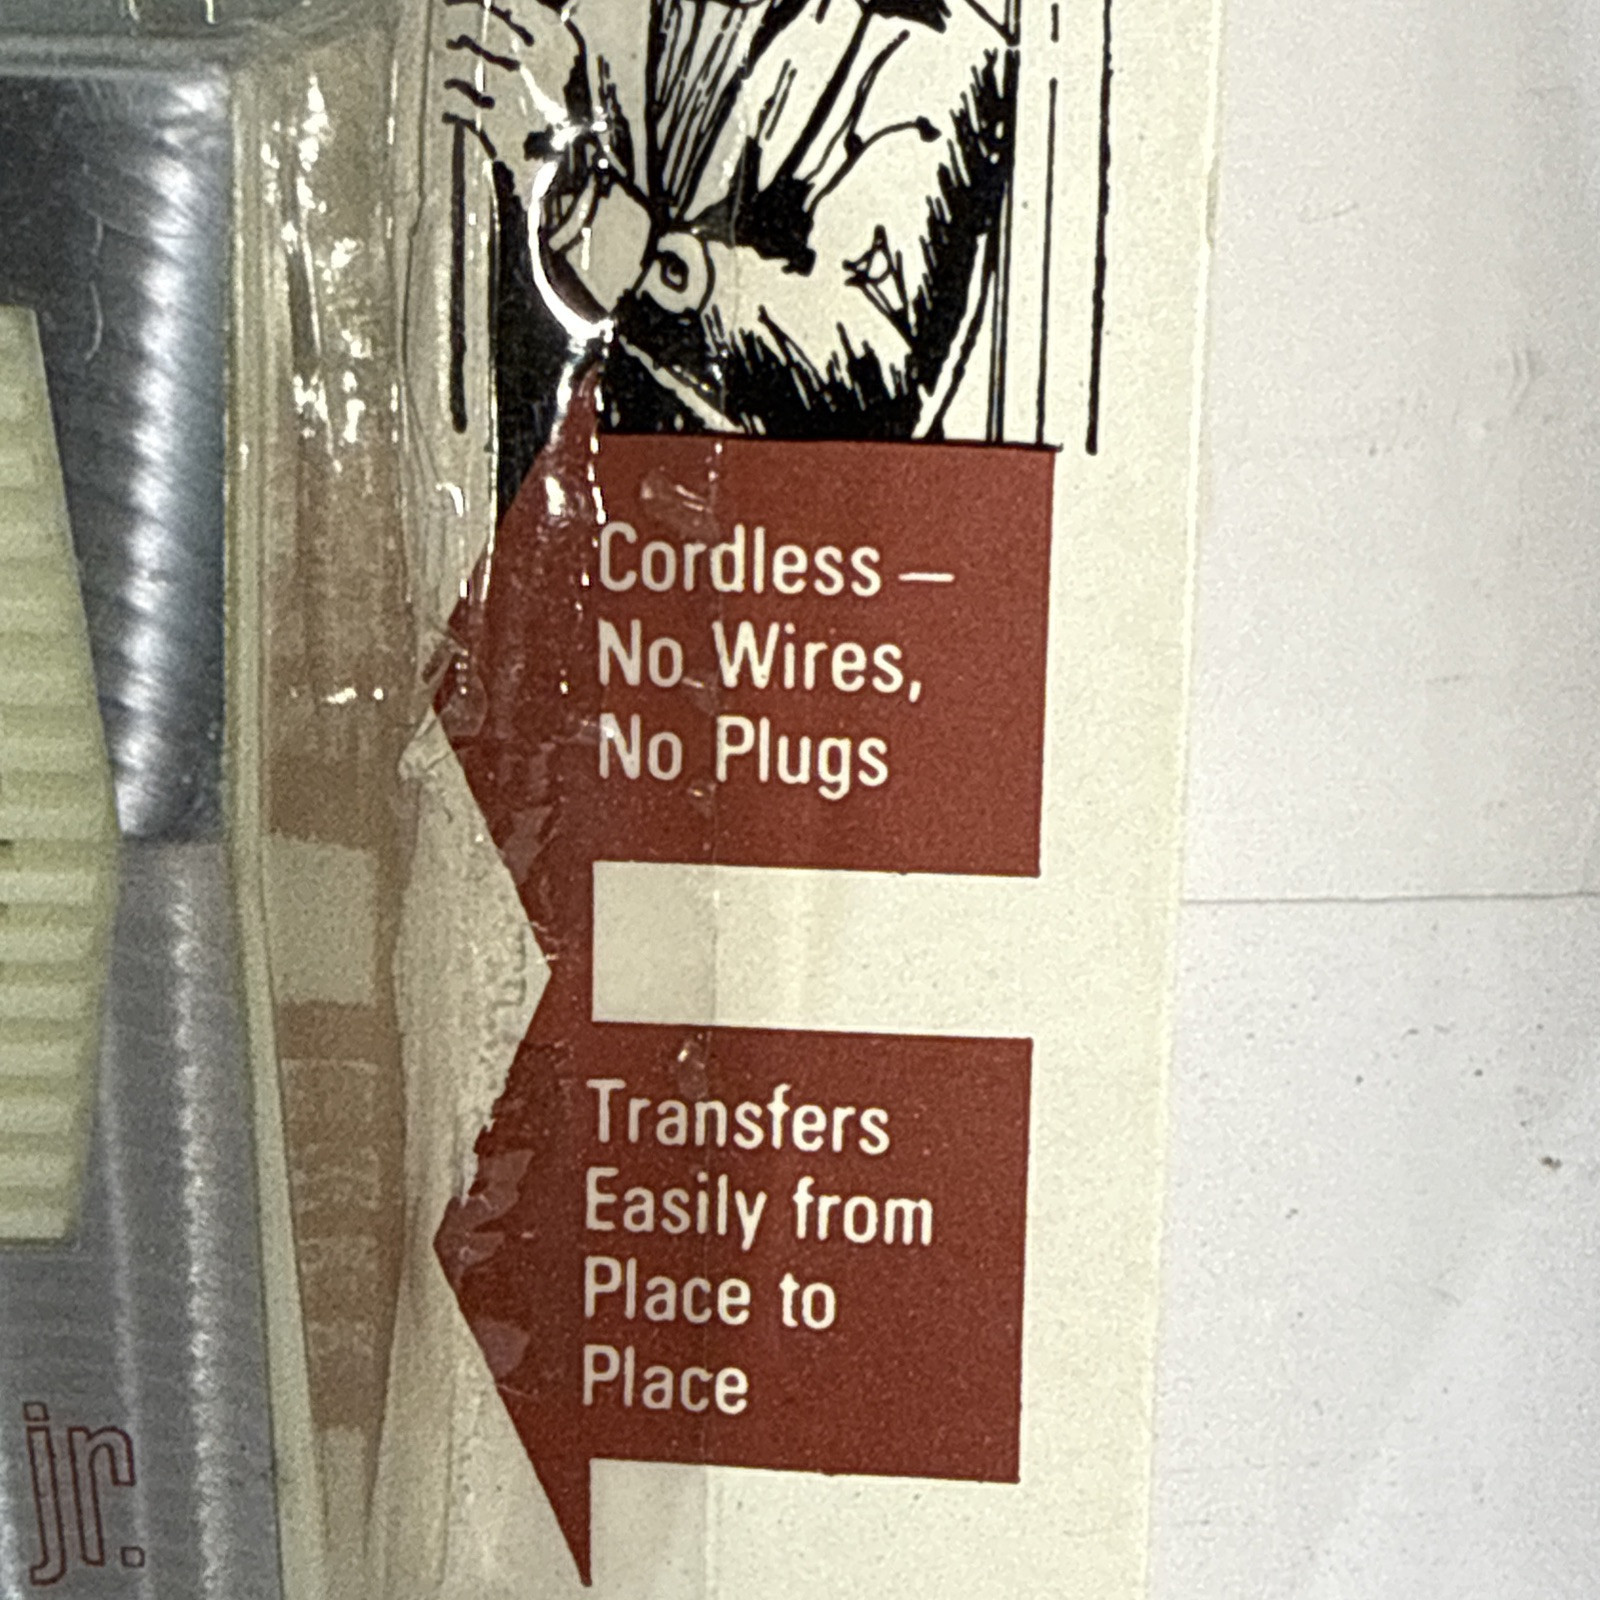 Cordless —
No Wires,
No Plugs
Transfers
Easily from
Place to
Place
jr.